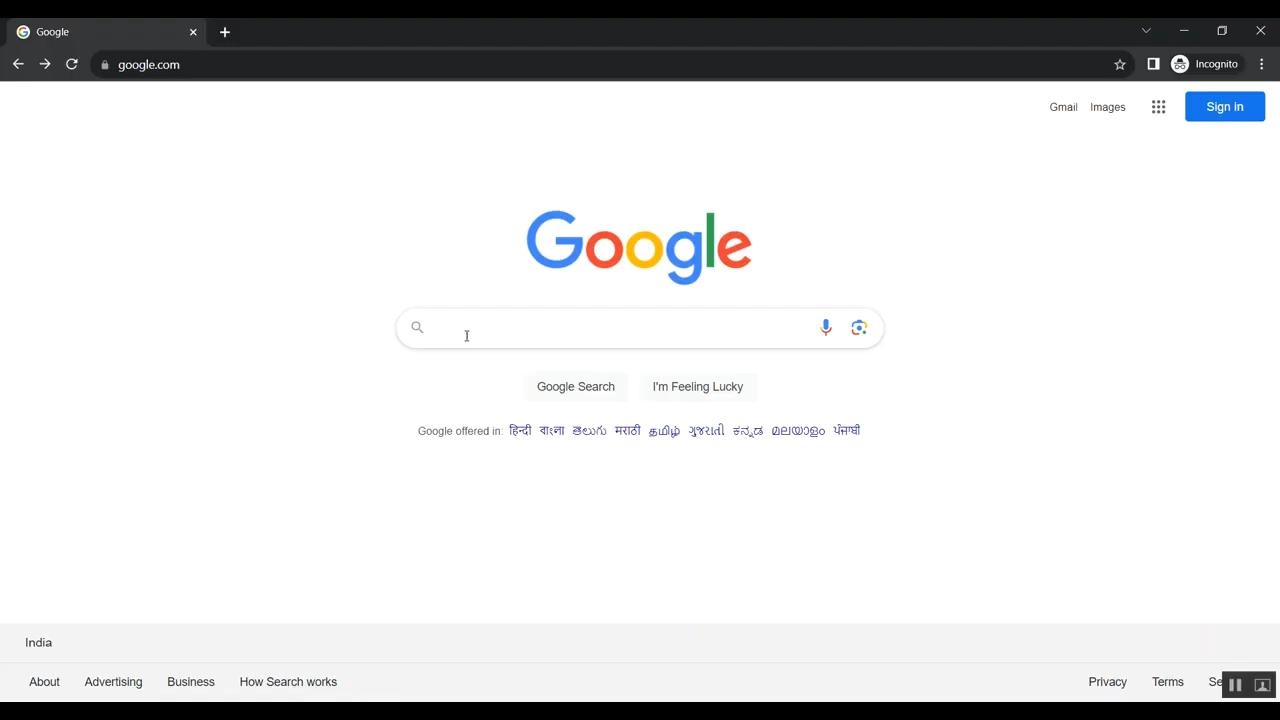 Google
google.com
Incognito
Gmail Images Sign in
Google
Google Search I'm Feeling Lucky
Google offered in: हिन्दी বাংলা తెలుగు मराठी தமிழ் ગુજરાતી ಕನ್ನಡ മലയാളം ਪੰਜਾਬੀ
India
About Advertising Business How Search works Privacy Terms